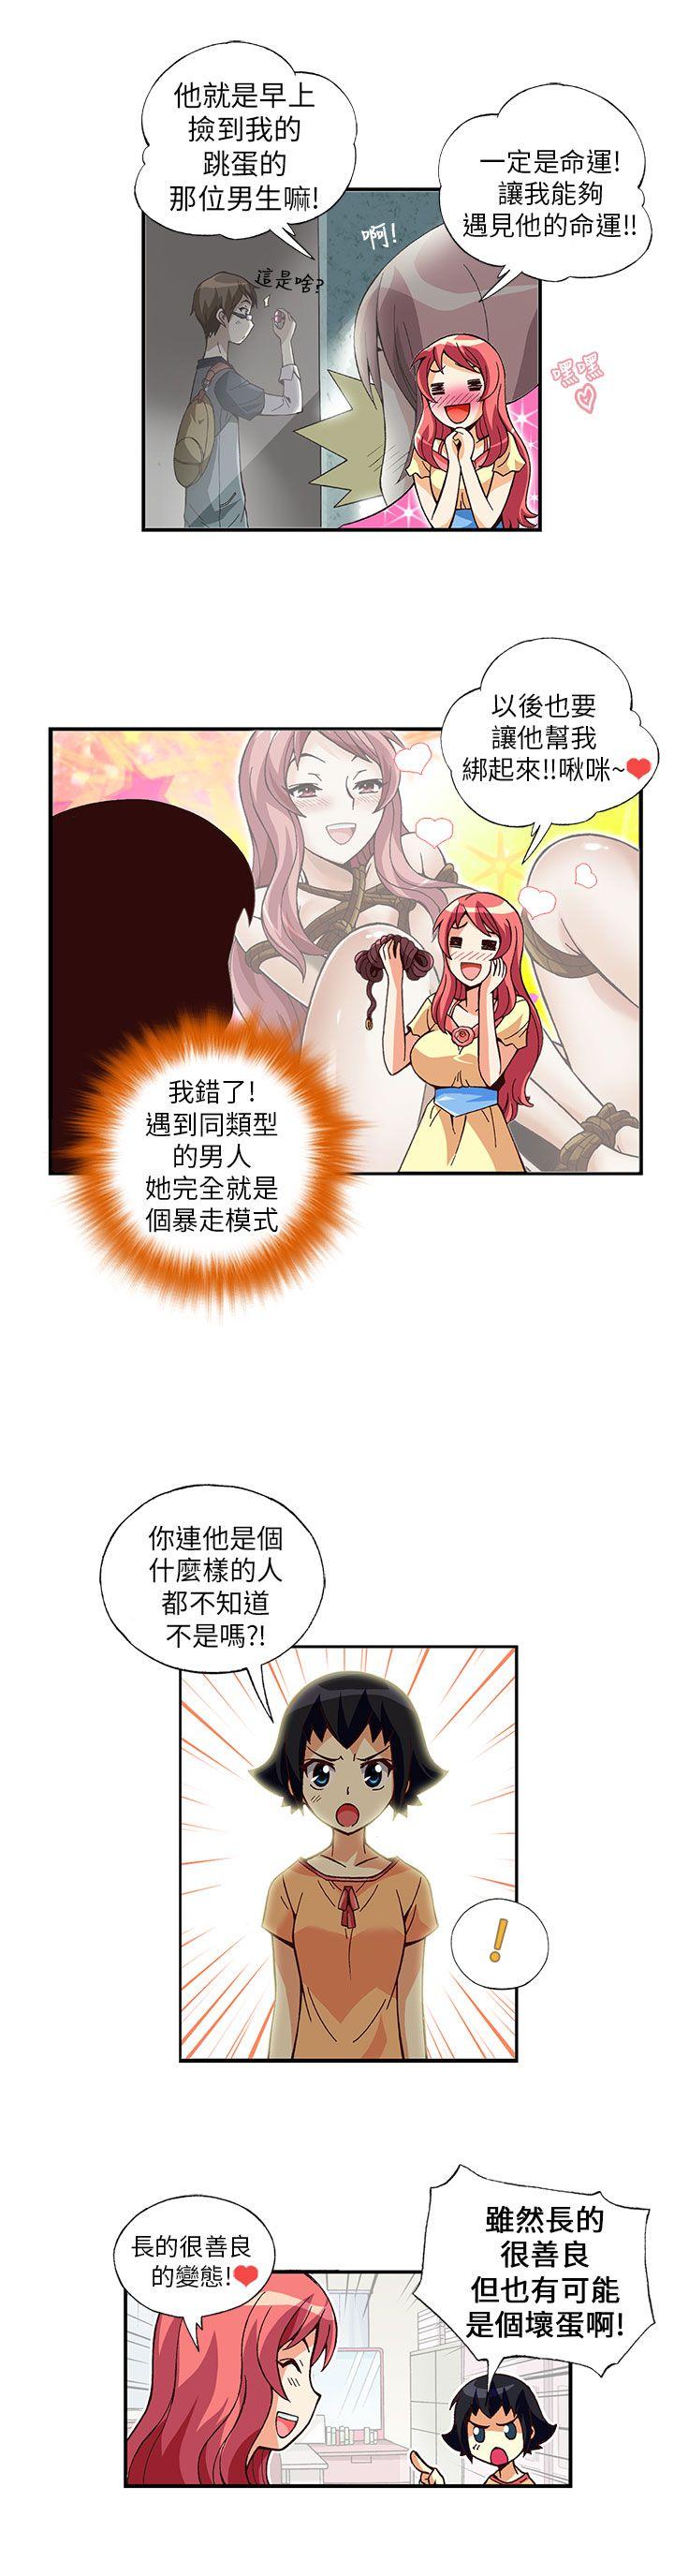 他就是早上
撿到我的
跳蛋的
那位男生嘛!
一定是命運!
讓我能夠
遇見他的命運!!
啊!
這是啥?
嘿嘿
以後也要
讓他幫我
綁起來!!啾咪~❤
我錯了!
遇到同類型
的男人
她完全就是
個暴走模式
你連他是個
什麼樣的人
都不知道
不是嗎?!
!
長的很善良
的變態!❤
雖然長的
很善良
但也有可能
是個壞蛋啊!